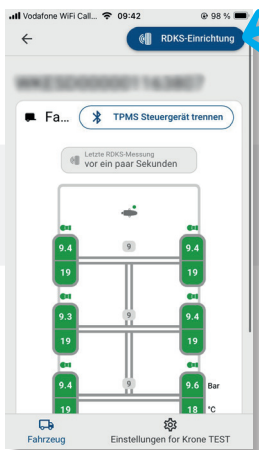 Vodafone WiFi Call... 09:42 98 %
RDKS-Einrichtung
Fa... TPMS Steuergerät trennen
Letzte RDKS-Messung
vor ein paar Sekunden
9.4 9 9.4
19 19
9.3 9 9.4
19 19
9.4 9 9.6 Bar
19 18 °C
Fahrzeug Einstellungen for Krone TEST